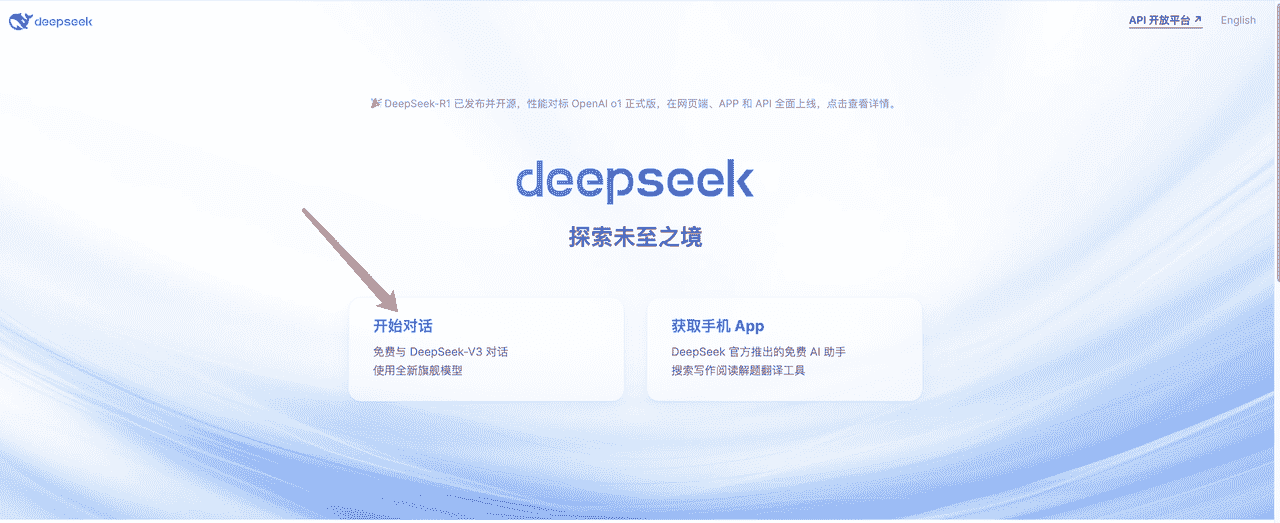 deepseek
API 开放平台 ↗
English
🎉 DeepSeek-R1 已发布并开源，性能对标 OpenAI o1 正式版，在网页端、APP 和 API 全面上线，点击查看详情。
deepseek
探索未至之境
开始对话
免费与 DeepSeek-V3 对话
使用全新旗舰模型
获取手机 App
DeepSeek 官方推出的免费 AI 助手
搜索写作阅读解题翻译工具